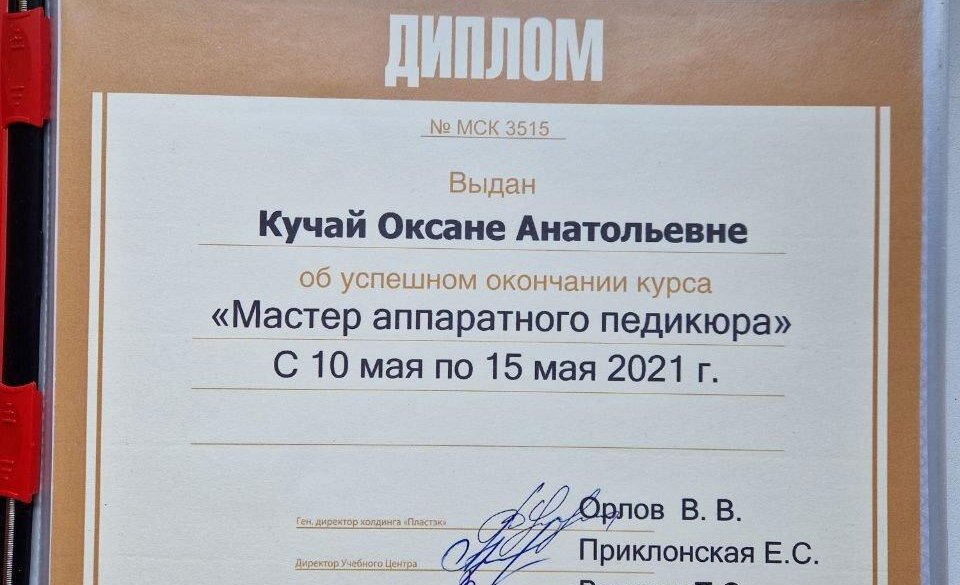 ДИПЛОМ
№ МСК 3515
Выдан
Кучай Оксане Анатольевне
об успешном окончании курса
«Мастер аппаратного педикюра»
С 10 мая по 15 мая 2021 г.
Ген. директор холдинга «Пластэк» Орлов В. В.
Директор Учебного Центра Приклонская Е.С.